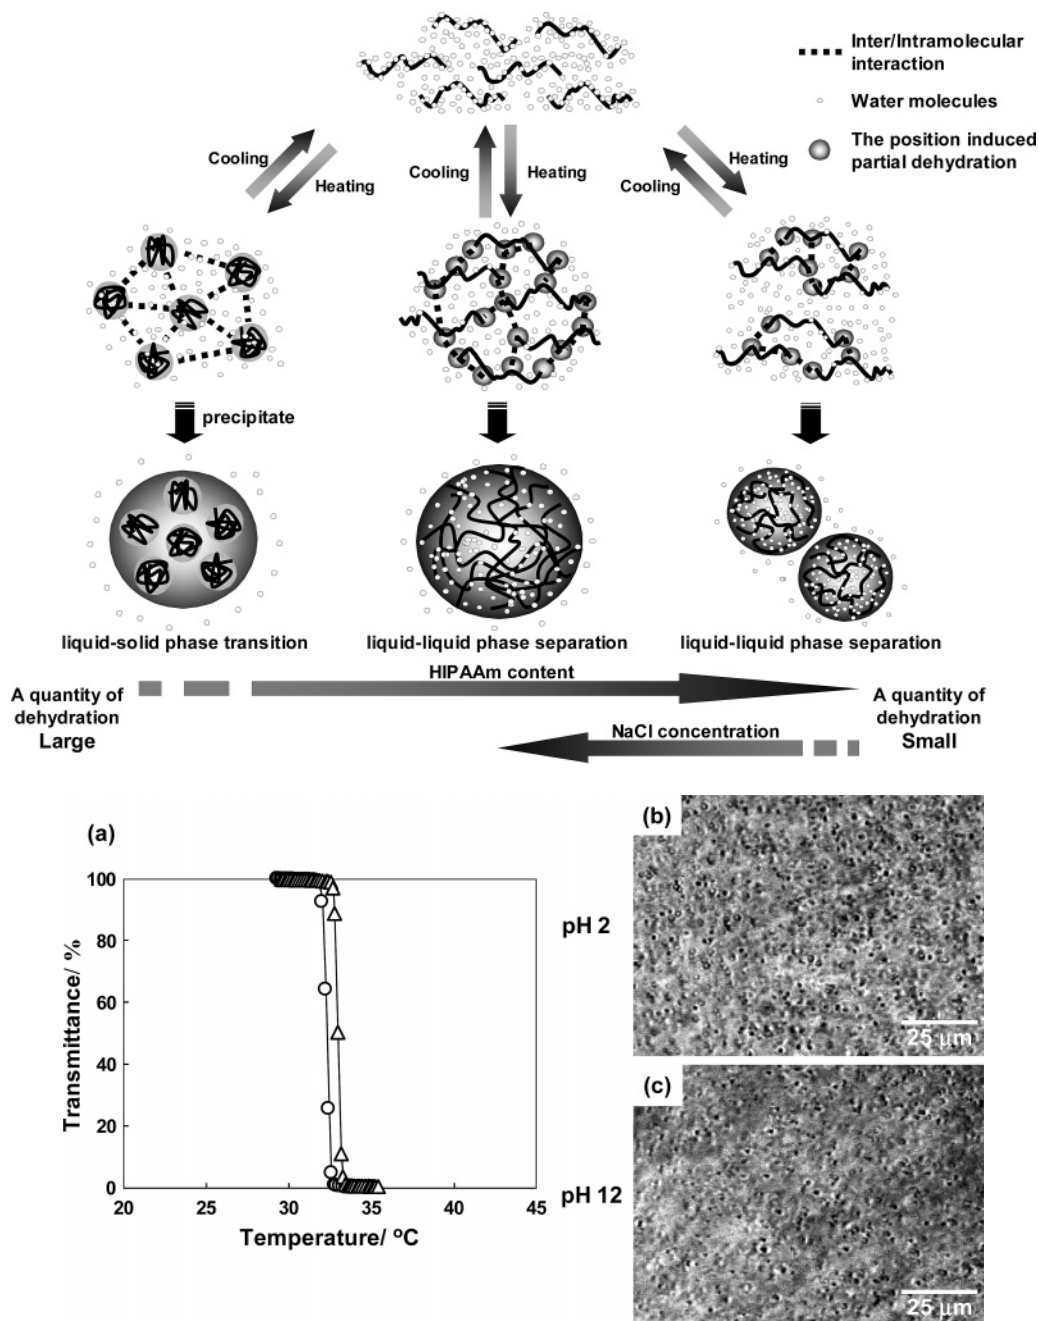 Inter/Intramolecular
interaction
Water molecules
The position induced
partial dehydration
Cooling
Heating
Cooling
Heating
Heating
Cooling
precipitate
liquid-solid phase transition
liquid-liquid phase separation
liquid-liquid phase separation
HIPAAm content
A quantity of
dehydration
Large
A quantity of
dehydration
Small
NaCl concentration
(a)
100
80
60
40
20
0
20
25
30
35
40
45
Transmittance/ %
Temperature/ °C
pH 2
(b)
25 μm
pH 12
(c)
25 μm